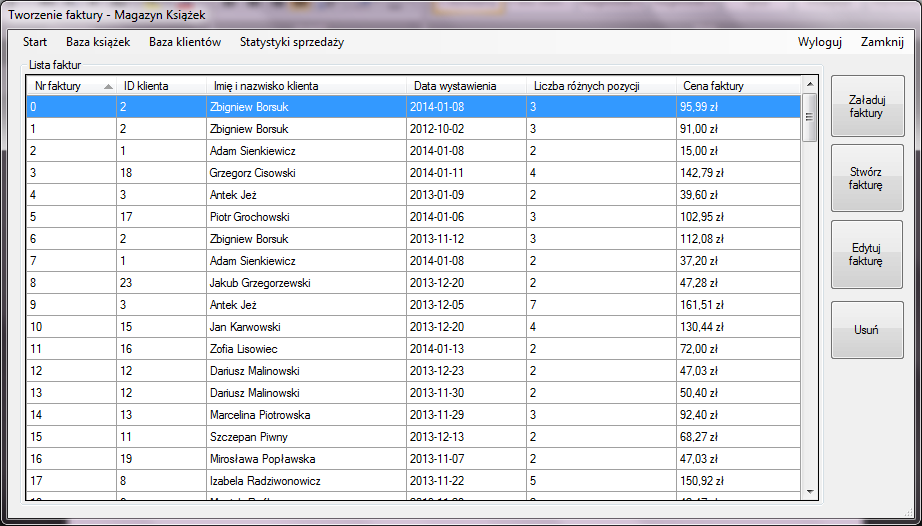 Tworzenie faktury - Magazyn Książek
Start Baza książek Baza klientów Statystyki sprzedaży Wyloguj Zamknij
Lista faktur
Nr faktury ID klienta Imię i nazwisko klienta Data wystawienia Liczba różnych pozycji Cena faktury
0 2 Zbigniew Borsuk 2014-01-08 3 95,99 zł
1 2 Zbigniew Borsuk 2012-10-02 3 91,00 zł
2 1 Adam Sienkiewicz 2014-01-08 2 15,00 zł
3 18 Grzegorz Cisowski 2014-01-11 4 142,79 zł
4 3 Antek Jeż 2013-01-09 2 39,60 zł
5 17 Piotr Grochowski 2014-01-06 3 102,95 zł
6 2 Zbigniew Borsuk 2013-11-12 3 112,08 zł
7 1 Adam Sienkiewicz 2014-01-08 2 37,20 zł
8 23 Jakub Grzegorzewski 2013-12-20 2 47,28 zł
9 3 Antek Jeż 2013-12-05 7 161,51 zł
10 15 Jan Karwowski 2013-12-20 4 130,44 zł
11 16 Zofia Lisowiec 2014-01-13 2 72,00 zł
12 12 Dariusz Malinowski 2013-12-23 2 47,03 zł
13 12 Dariusz Malinowski 2013-11-30 2 50,40 zł
14 13 Marcelina Piotrowska 2013-11-29 3 92,40 zł
15 11 Szczepan Piwny 2013-12-13 2 68,27 zł
16 19 Mirosława Popławska 2013-11-07 2 47,03 zł
17 8 Izabela Radziwonowicz 2013-11-22 5 150,92 zł
Załaduj
faktury
Stwórz
fakturę
Edytuj
fakturę
Usuń